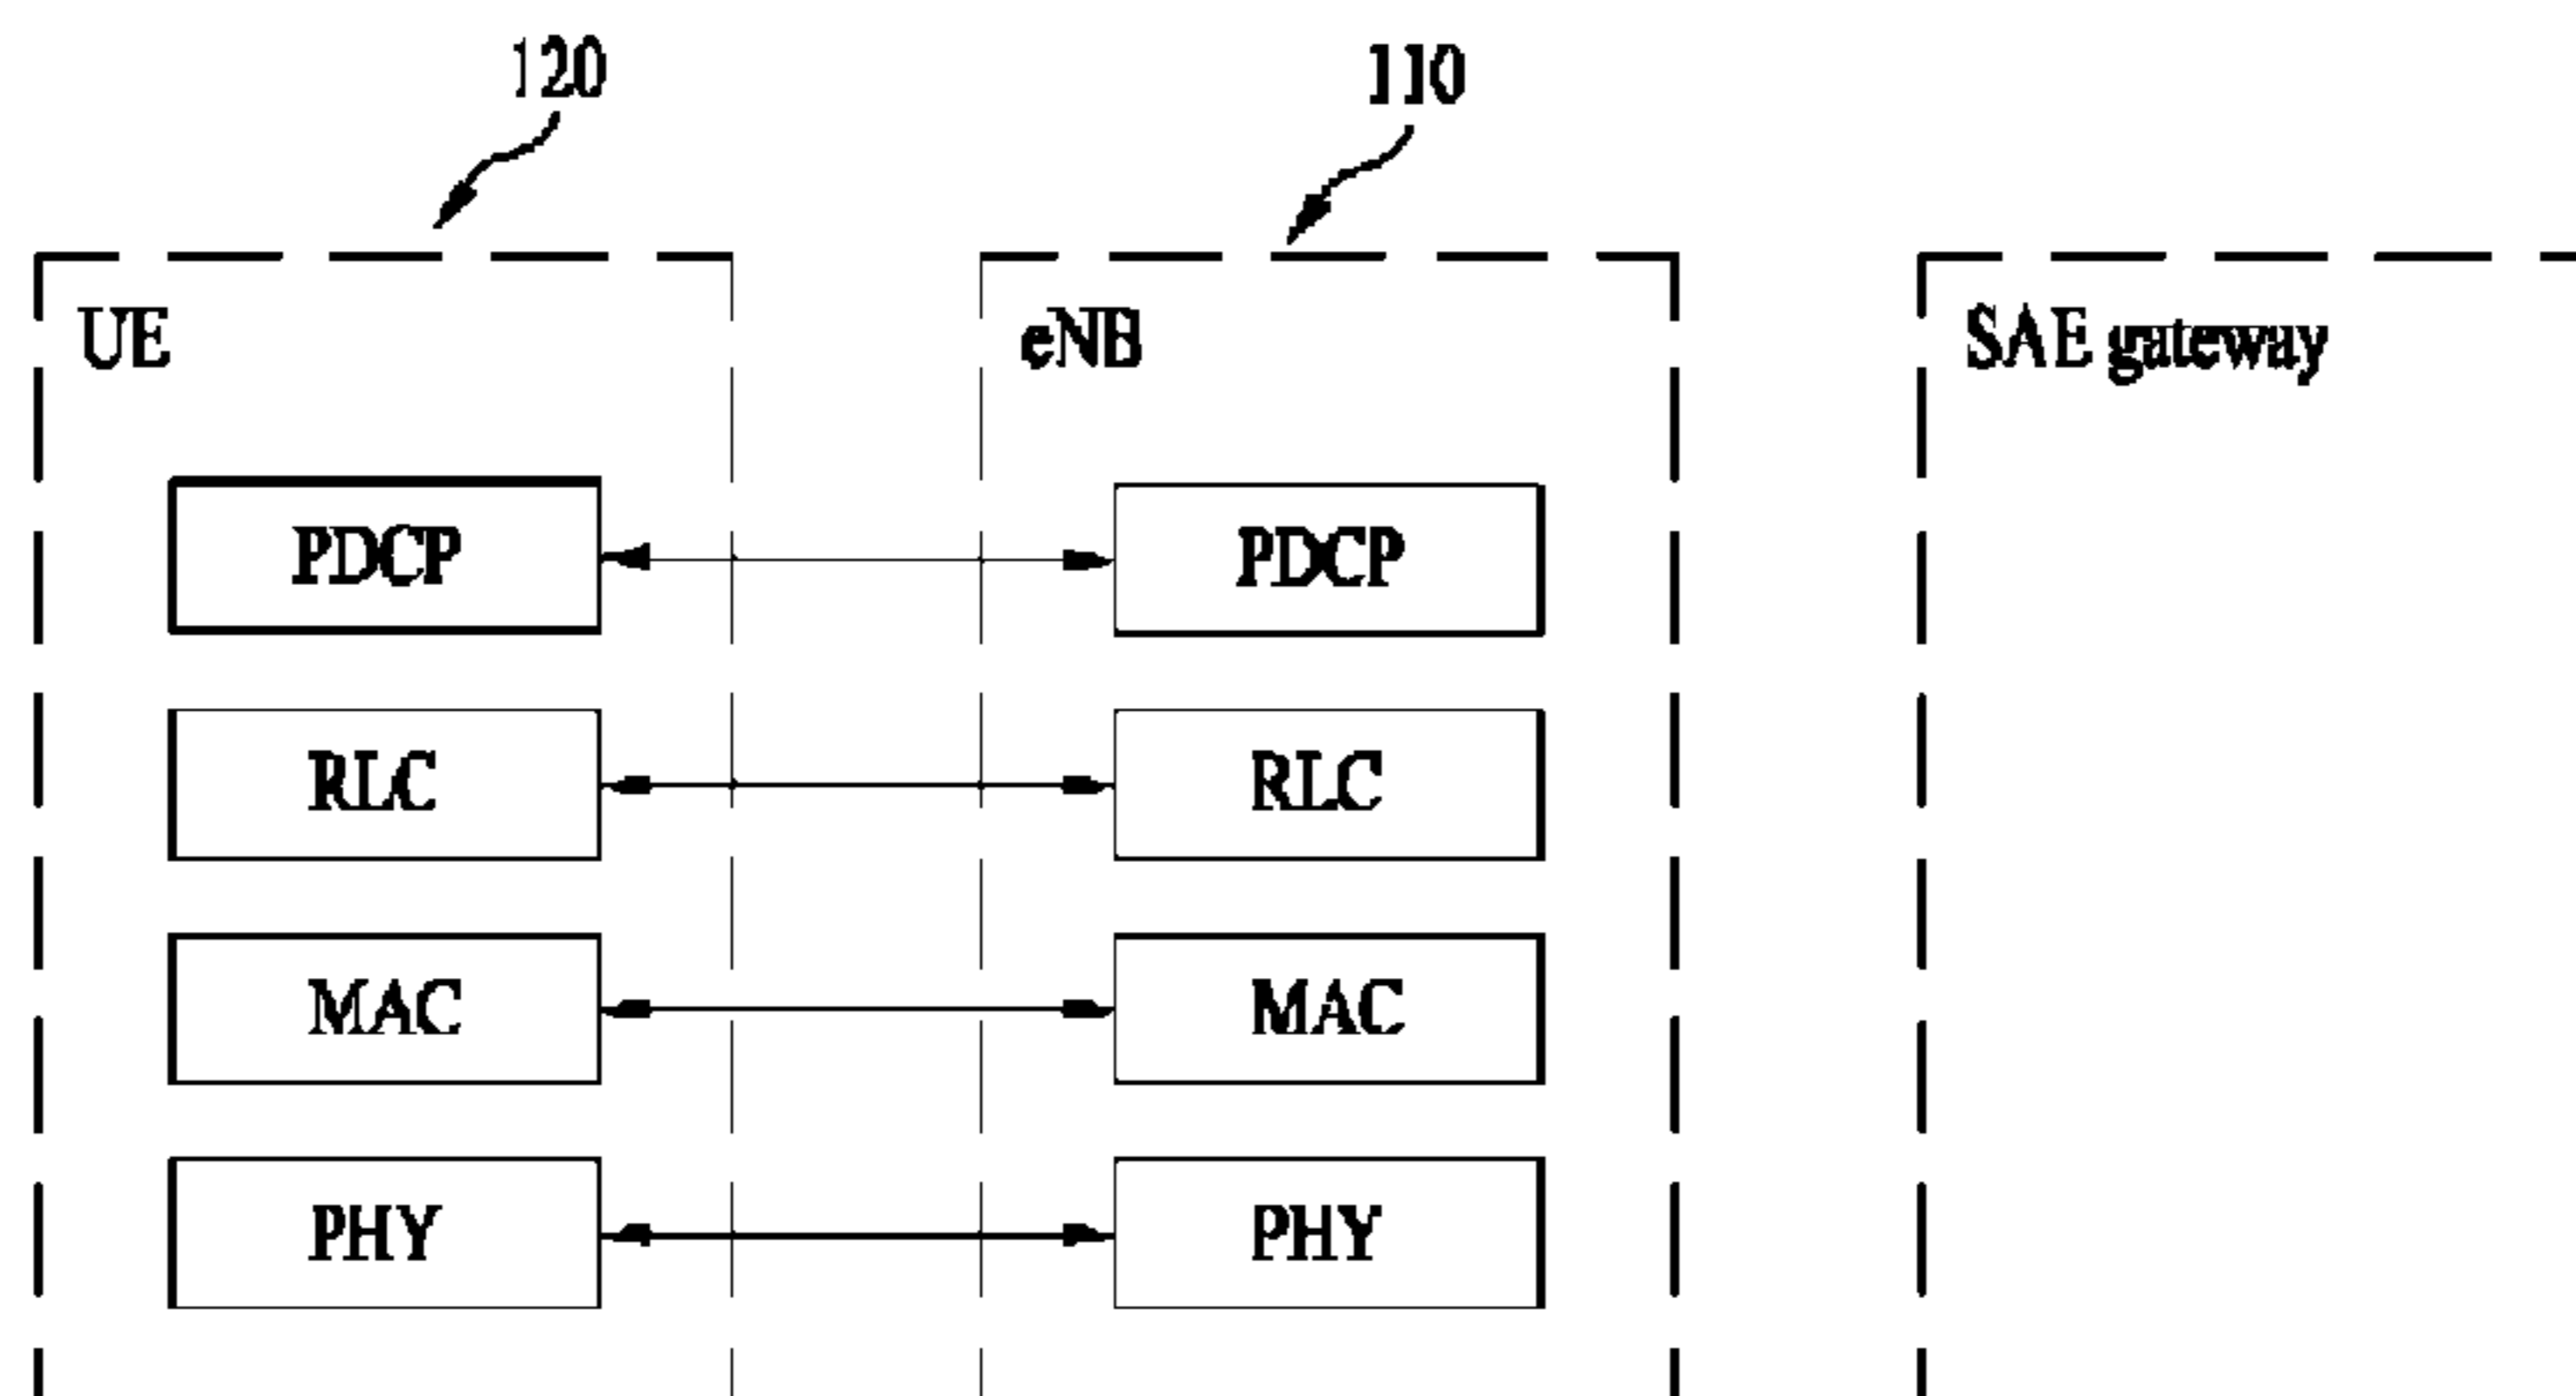 120 110
UE eNB SAE gateway
PDCP PDCP
RLC RLC
MAC MAC
PHY PHY